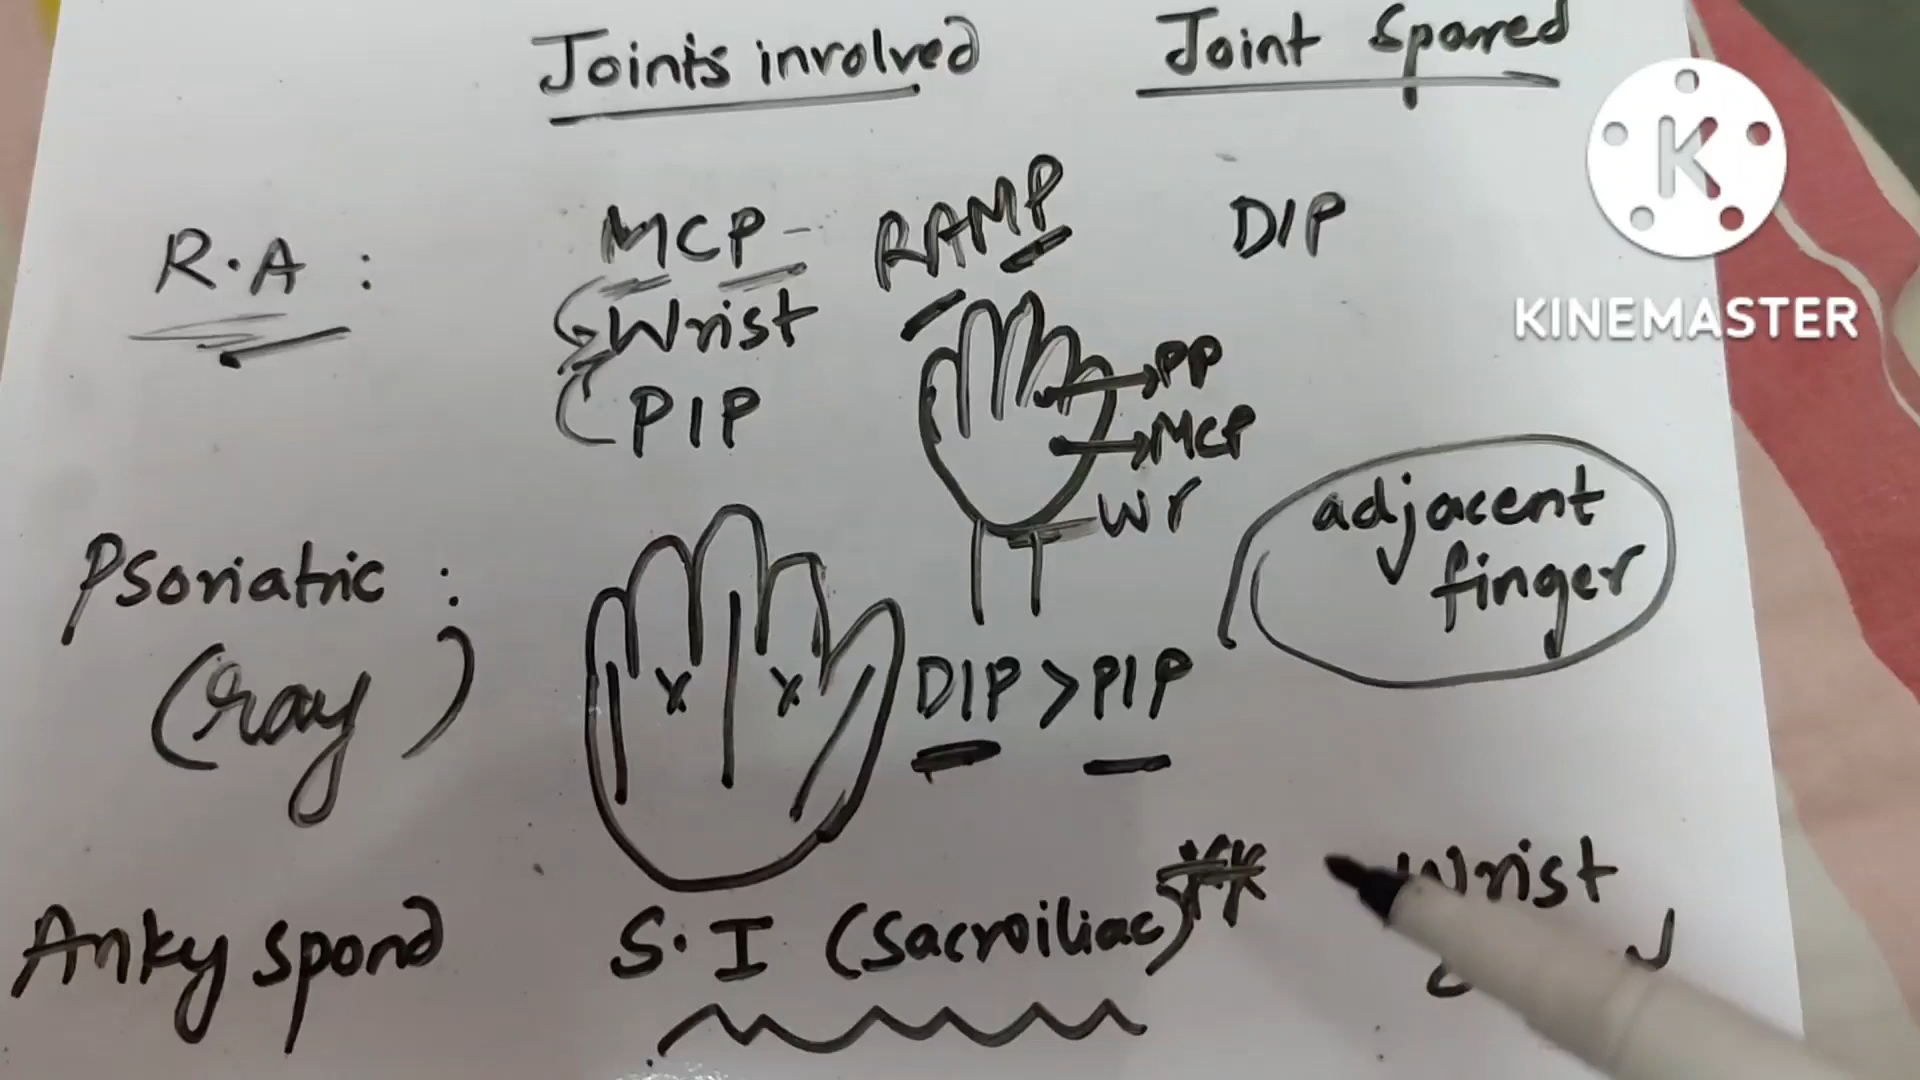 Joints involved
Joint Spared
R.A :
MCP - RAMP
DIP
Wrist
PIP
PP
MCP
Wr
Psoriatric :
(ray)
DIP > PIP
adjacent
finger
Anky spond
S.I (Sacroiliac)**
Wrist
K
KINEMASTER